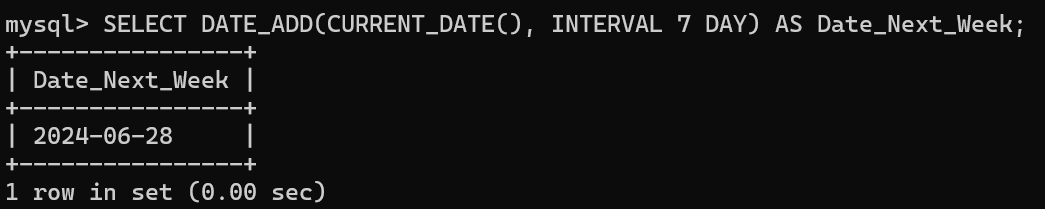 mysql> SELECT DATE_ADD(CURRENT_DATE(), INTERVAL 7 DAY) AS Date_Next_Week;
+----------------+
| Date_Next_Week |
+----------------+
| 2024-06-28     |
+----------------+
1 row in set (0.00 sec)